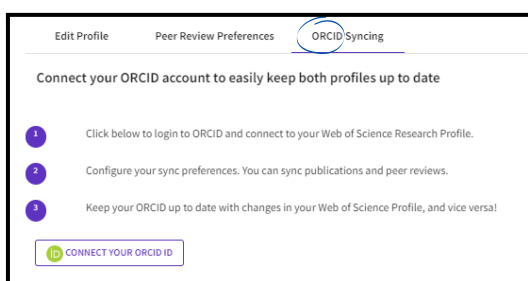 Edit Profile Peer Review Preferences ORCID Syncing
Connect your ORCID account to easily keep both profiles up to date
1 Click below to login to ORCID and connect to your Web of Science Research Profile.
2 Configure your sync preferences. You can sync publications and peer reviews.
3 Keep your ORCID up to date with changes in your Web of Science Profile, and vice versa!
iD CONNECT YOUR ORCID ID